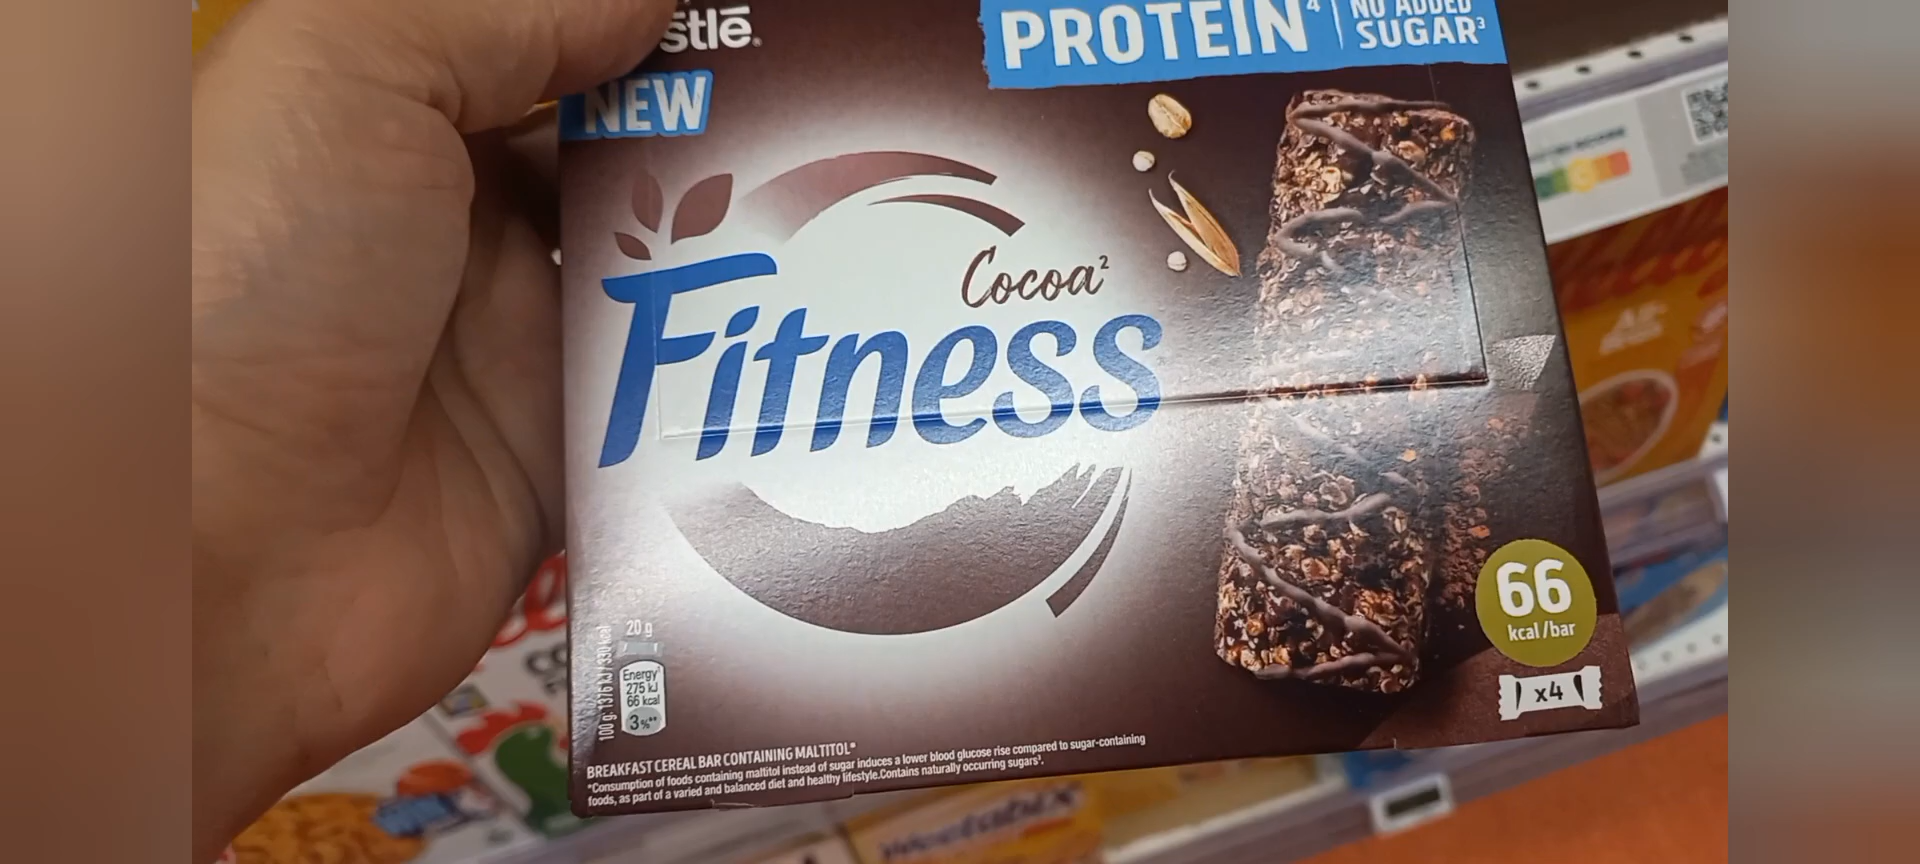 stlé®
PROTEIN⁴
NO ADDED
SUGAR³
NEW
Cocoa²
Fitness
66
kcal/bar
x4
20 g
Energy¹
275 kJ
66 kcal
3%**
100 g: 1376 kJ / 330 kcal
BREAKFAST CEREAL BAR CONTAINING MALTITOL*
*Consumption of foods containing maltitol instead of sugar induces a lower blood glucose rise compared to sugar-containing
foods, as part of a varied and balanced diet and healthy lifestyle.Contains naturally occurring sugars³.
Weetabix